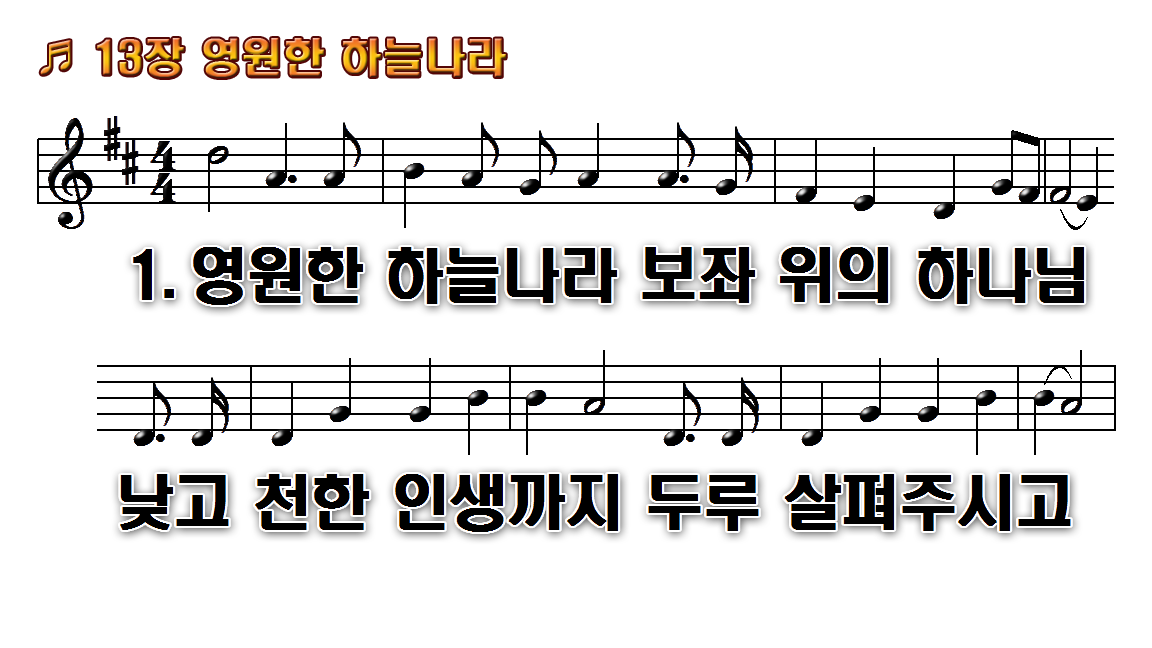 ♬ 13장 영원한 하늘나라
4
4
1. 영원한 하늘나라 보좌 위의 하나님
낮고 천한 인생까지 두루 살펴주시고